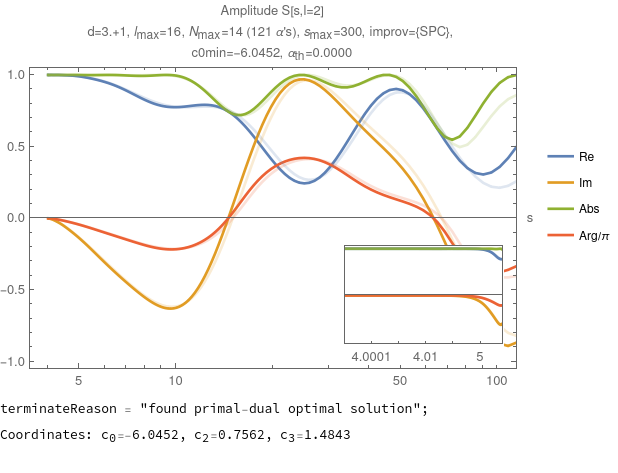 Amplitude S[s,l=2]
d=3.+1, lmax=16, Nmax=14 (121 α's), smax=300, improv={SPC},
c0min=-6.0452, αth=0.0000
1.0
0.5
0.0
-0.5
-1.0
5
10
50
100
s
Re
Im
Abs
Arg/π
4.0001
4.01
5
terminateReason = "found primal-dual optimal solution";
Coordinates: c0=-6.0452, c2=0.7562, c3=1.4843